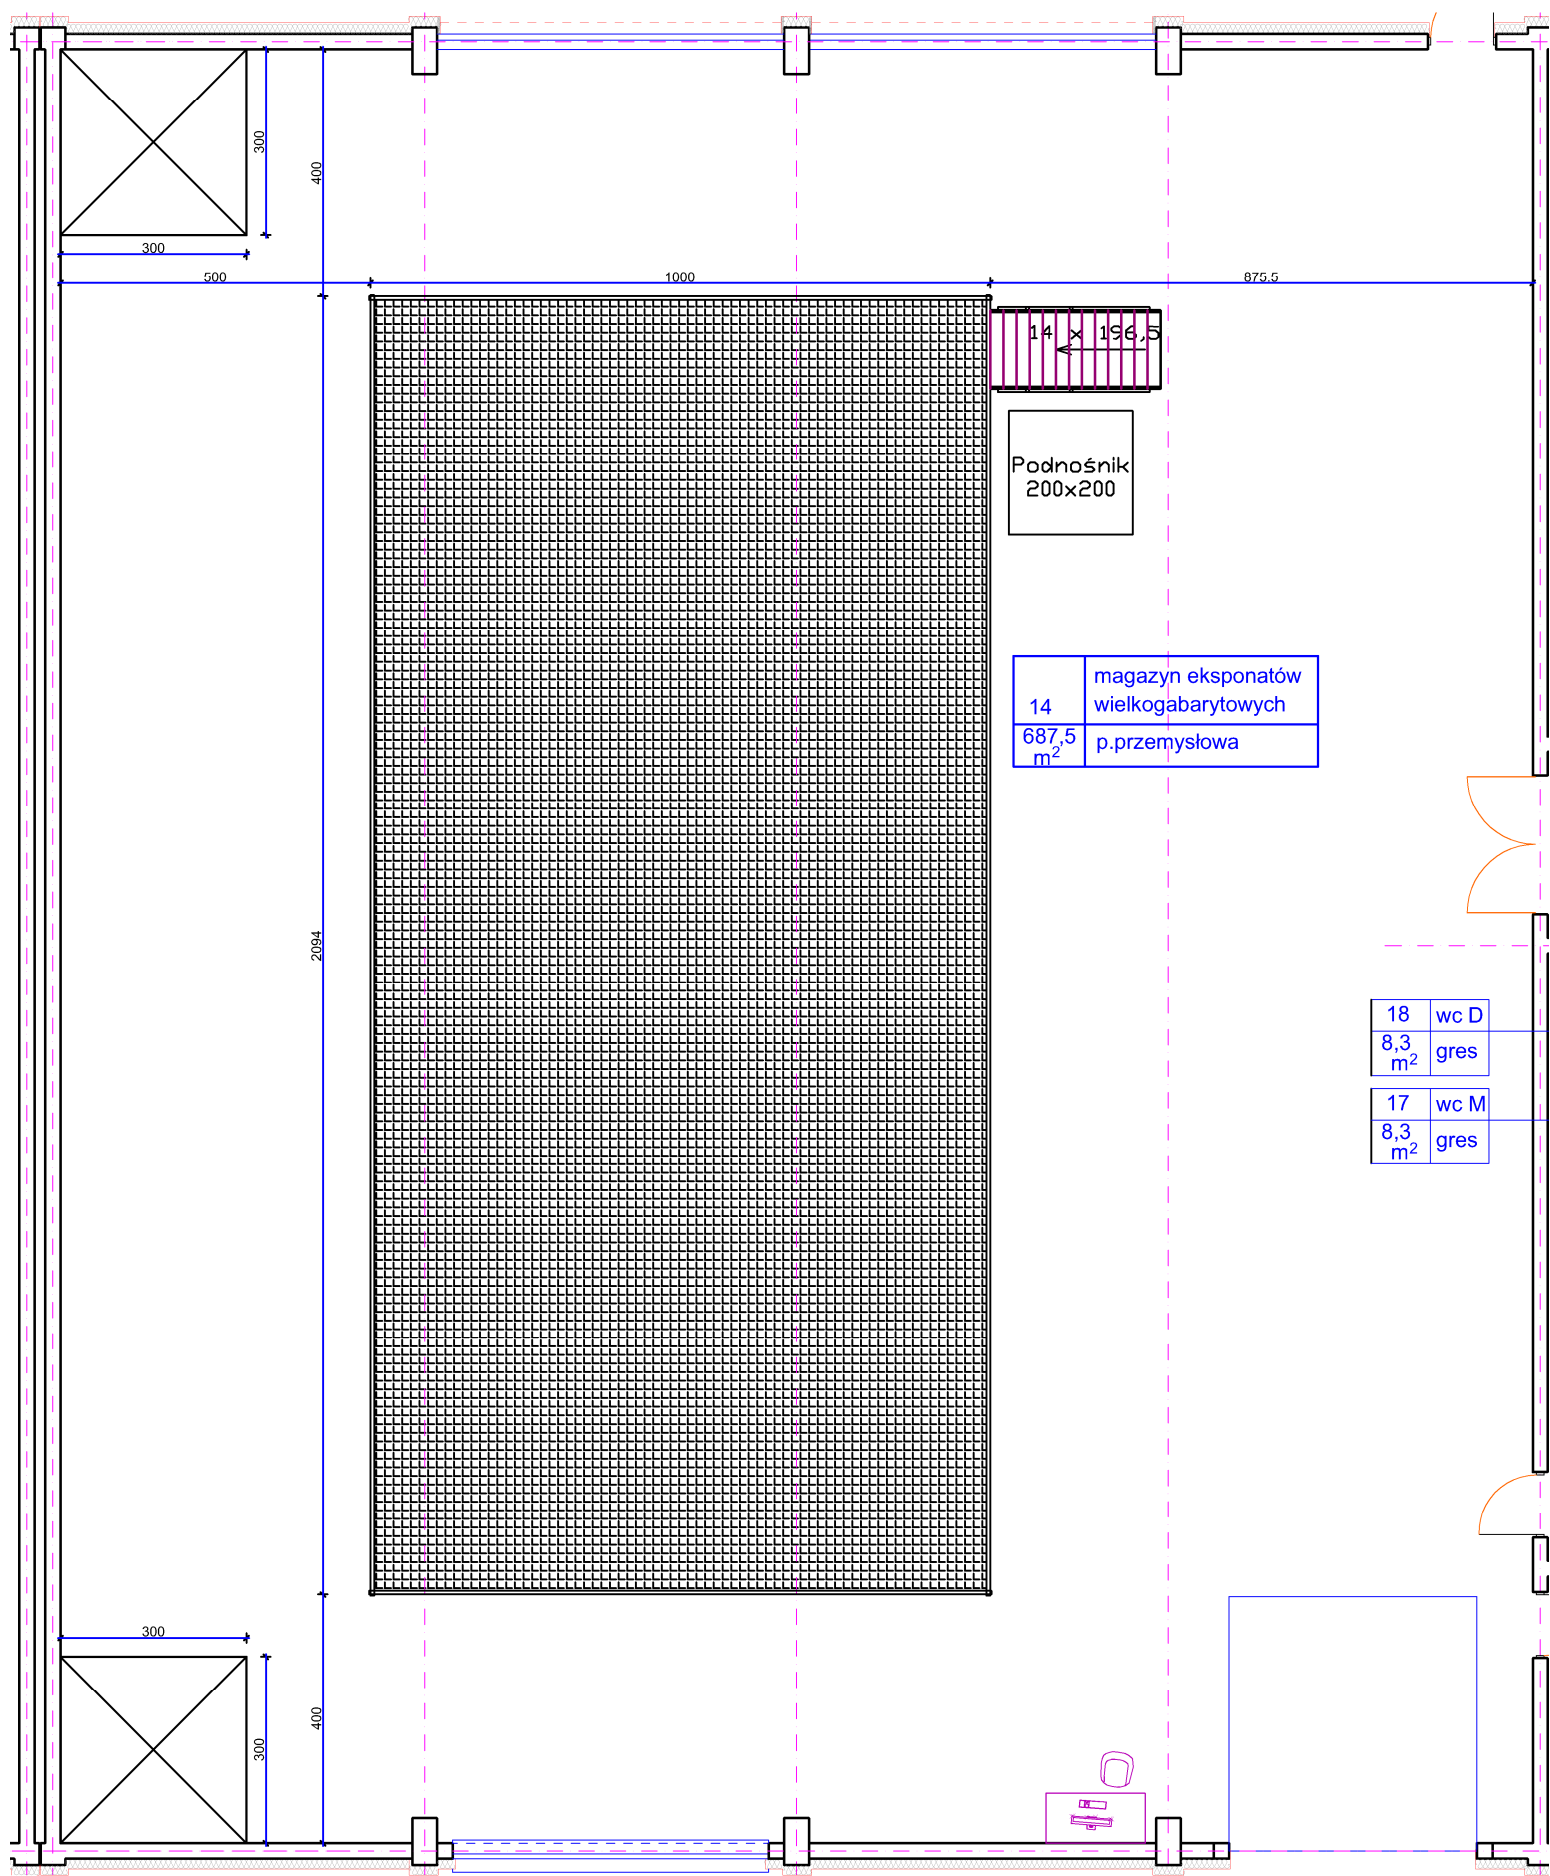 300
400
300
500
1000
875.5
14 x 196,5
Podnośnik
200x200
magazyn eksponatów
14 wielkogabarytowych
687,5 m² p.przemysłowa
2094
18 wc D
8,3 m² gres
17 wc M
8,3 m² gres
300
300
400